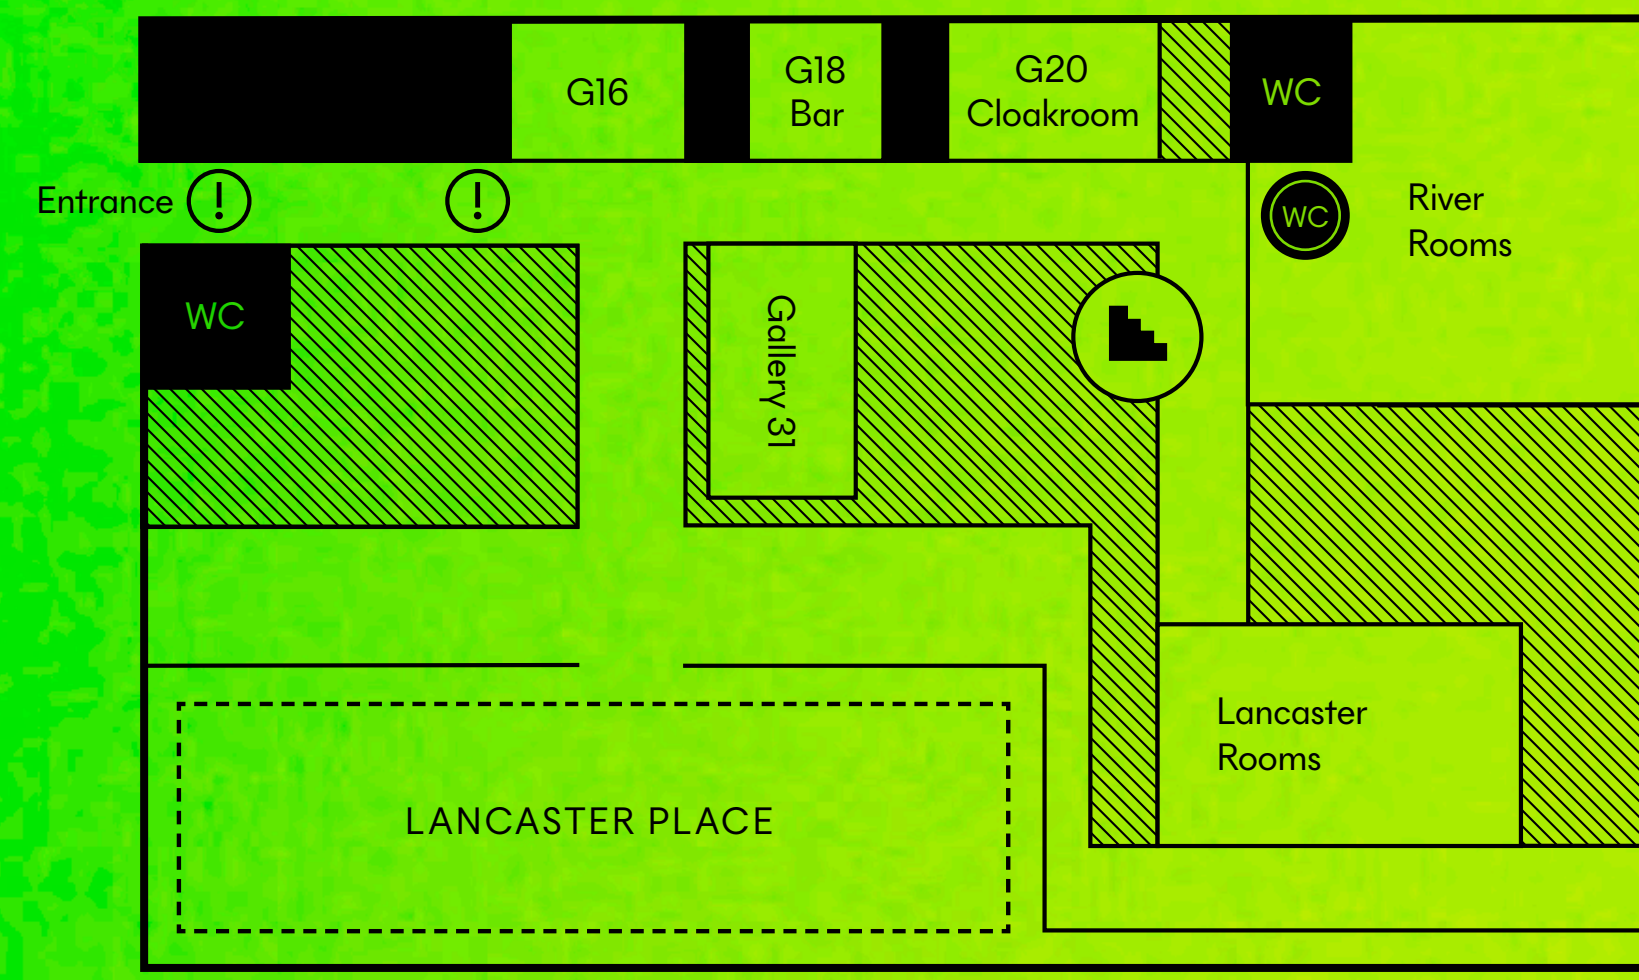 G16
G18
Bar
G20
Cloakroom
WC
Entrance
!
!
WC
River
Rooms
WC
Gallery 31
Lancaster
Rooms
LANCASTER PLACE